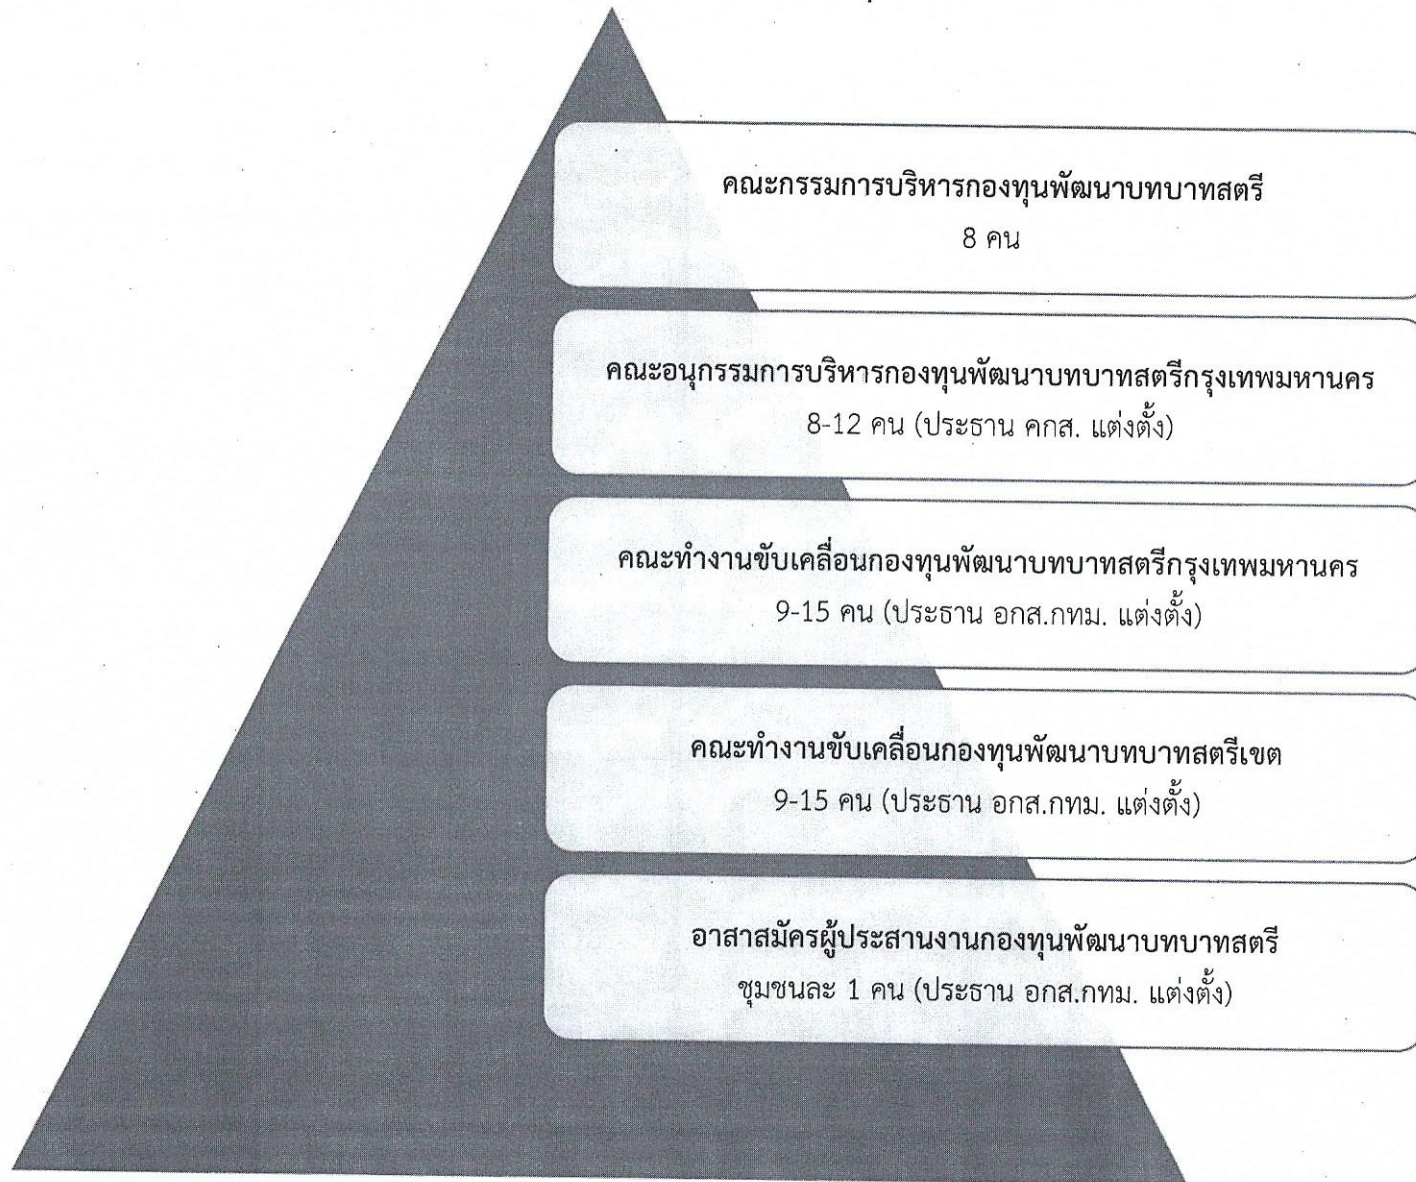 คณะกรรมการบริหารกองทุนพัฒนาบทบาทสตรี
8 คน
คณะอนุกรรมการบริหารกองทุนพัฒนาบทบาทสตรีกรุงเทพมหานคร
8-12 คน (ประธาน คกส. แต่งตั้ง)
คณะทำงานขับเคลื่อนกองทุนพัฒนาบทบาทสตรีกรุงเทพมหานคร
9-15 คน (ประธาน อกส.กทม. แต่งตั้ง)
คณะทำงานขับเคลื่อนกองทุนพัฒนาบทบาทสตรีเขต
9-15 คน (ประธาน อกส.กทม. แต่งตั้ง)
อาสาสมัครผู้ประสานงานกองทุนพัฒนาบทบาทสตรี
ชุมชนละ 1 คน (ประธาน อกส.กทม. แต่งตั้ง)